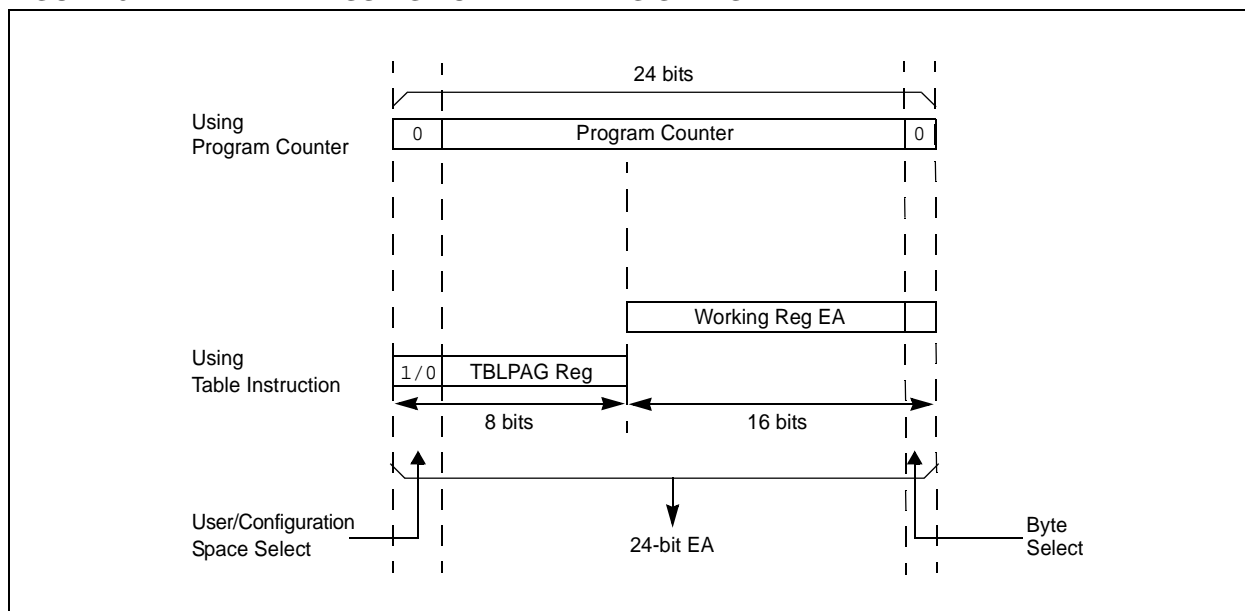 24 bits
Using
Program Counter
0
Program Counter
0
Working Reg EA
Using
Table Instruction
1/0
TBLPAG Reg
8 bits
16 bits
User/Configuration
Space Select
24-bit EA
Byte
Select